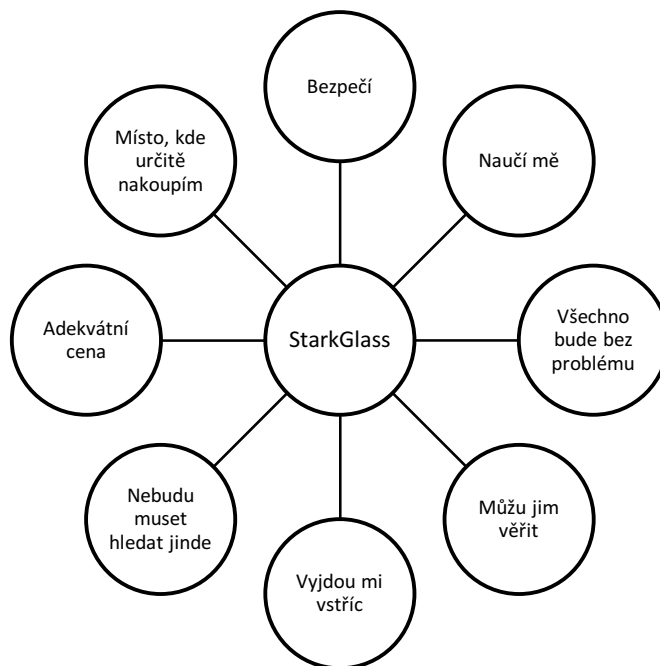 Bezpečí
Naučí mě
Všechno
bude bez
problému
Můžu jim
věřit
Vyjdou mi
vstříc
Nebudu
muset
hledat jinde
Adekvátní
cena
Místo, kde
určitě
nakoupím
StarkGlass